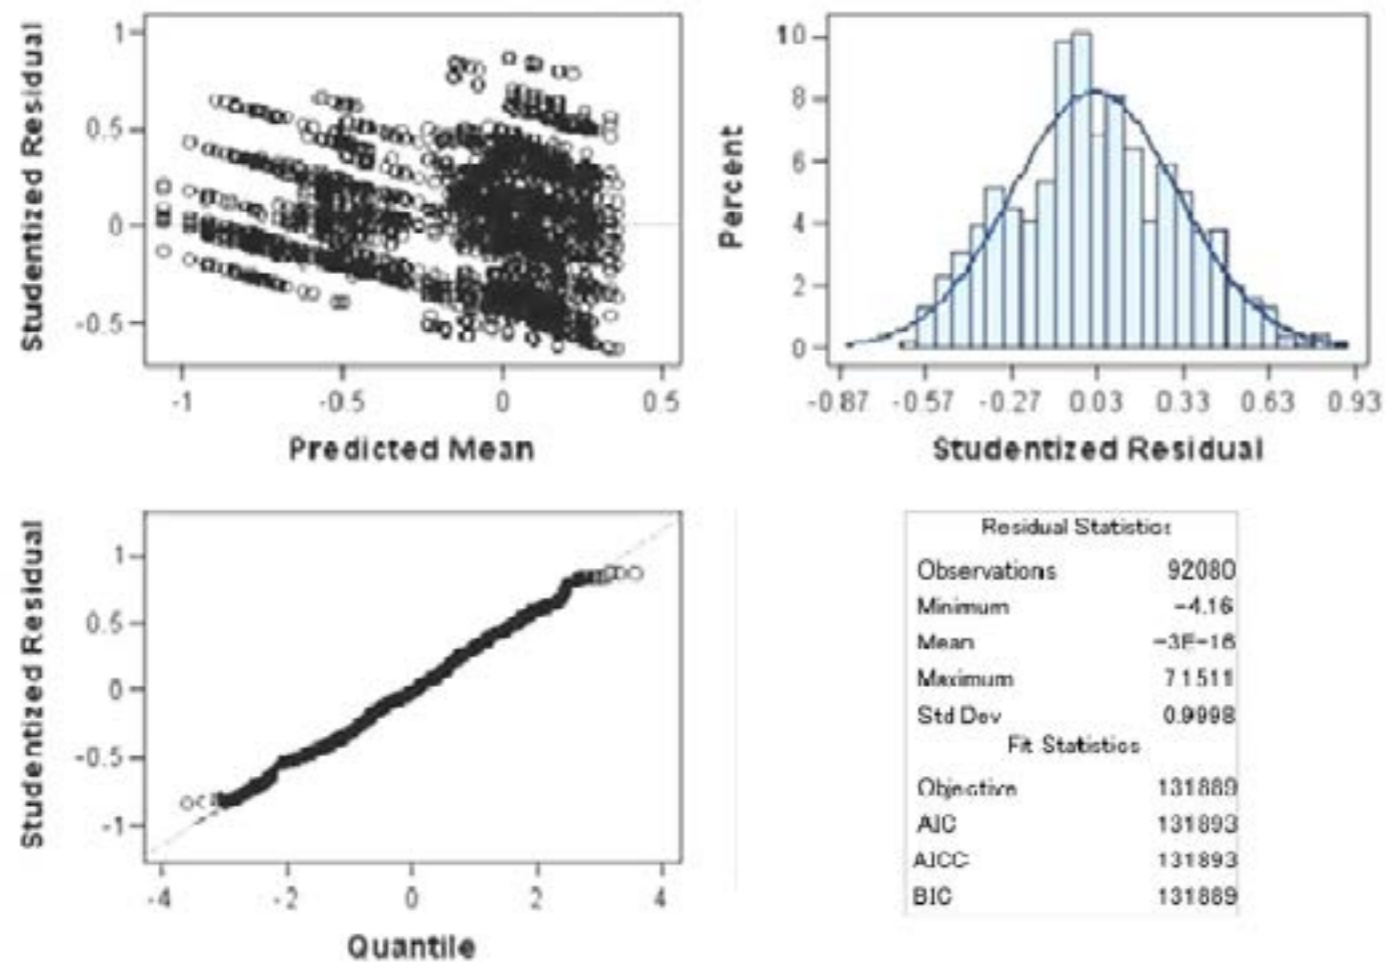 Studentized Residual
1
0.5
0
-0.5
-1 -0.5 0 0.5
Predicted Mean
Percent
10
8
6
4
2
0
-0.87 -0.57 -0.27 0.03 0.33 0.63 0.93
Studentized Residual
Studentized Residual
1
0.5
0
-0.5
-1
-4 -2 0 2 4
Quantile
Residual Statistics
Observations 92080
Minimum -4.16
Mean -3E-16
Maximum 71511
Std Dev 0.9998
Fit Statistics
Objective 131889
AIC 131893
AICC 131893
BIC 131889